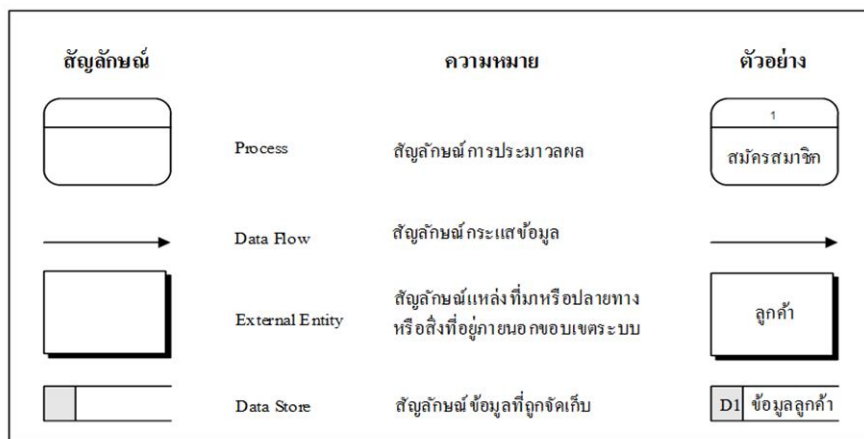 สัญลักษณ์ ความหมาย ตัวอย่าง
1
Process สัญลักษณ์การประมาวลผล สมัครสมาชิก
Data Flow สัญลักษณ์กระแสข้อมูล
External Entity สัญลักษณ์แหล่งที่มาหรือปลายทาง
หรือสิ่งที่อยู่ภายนอกขอบเขตระบบ
ลูกค้า
Data Store สัญลักษณ์ข้อมูลที่ถูกจัดเก็บ D1 ข้อมูลลูกค้า